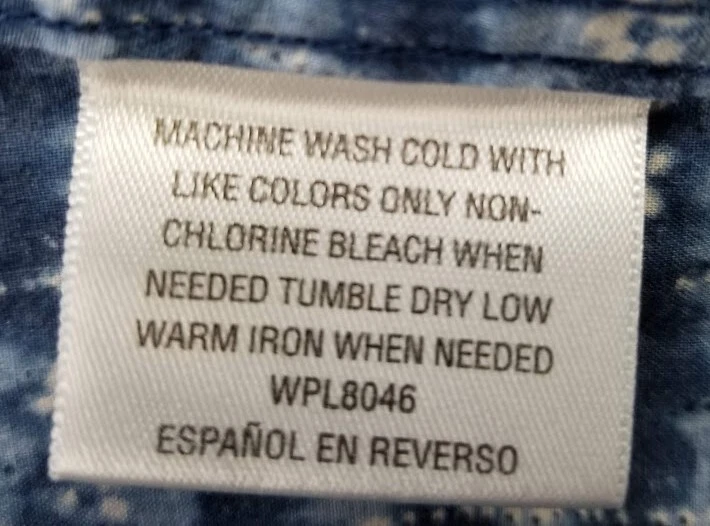 MACHINE WASH COLD WITH
LIKE COLORS ONLY NON-
CHLORINE BLEACH WHEN
NEEDED TUMBLE DRY LOW
WARM IRON WHEN NEEDED
WPL8046
ESPAÑOL EN REVERSO